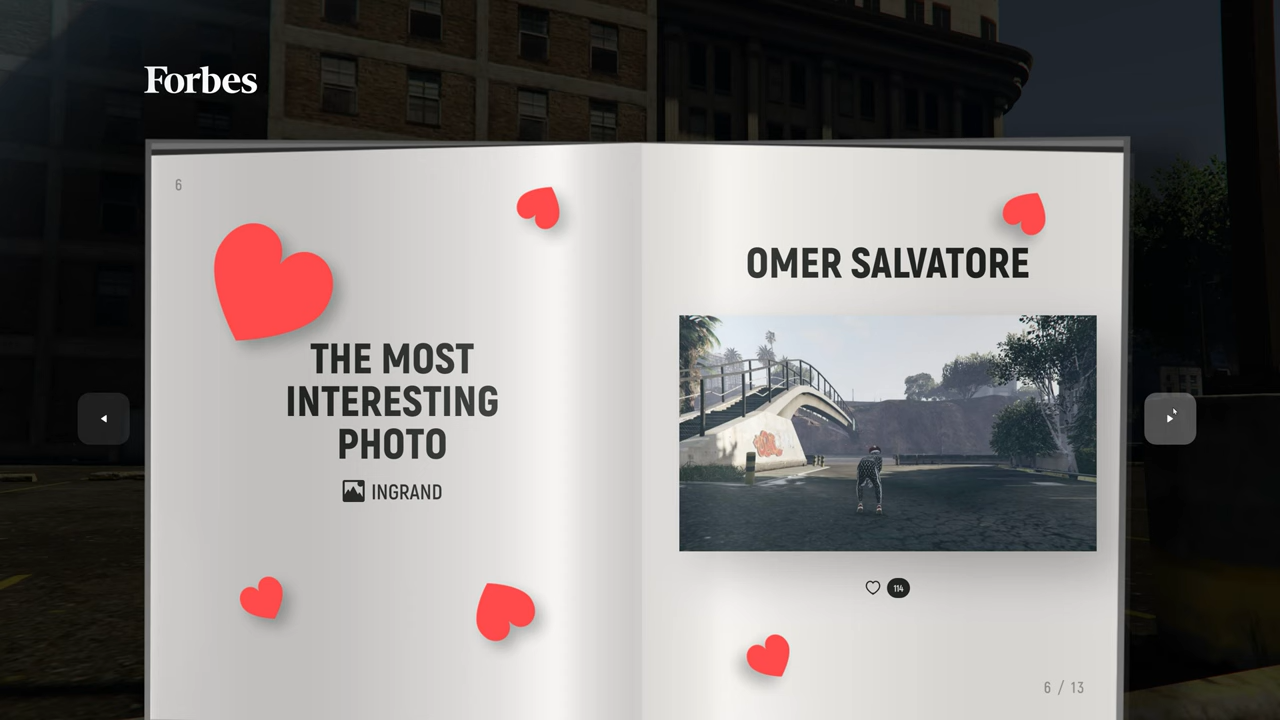 Forbes
6
THE MOST
INTERESTING
PHOTO
INGRAND
OMER SALVATORE
114
6 / 13